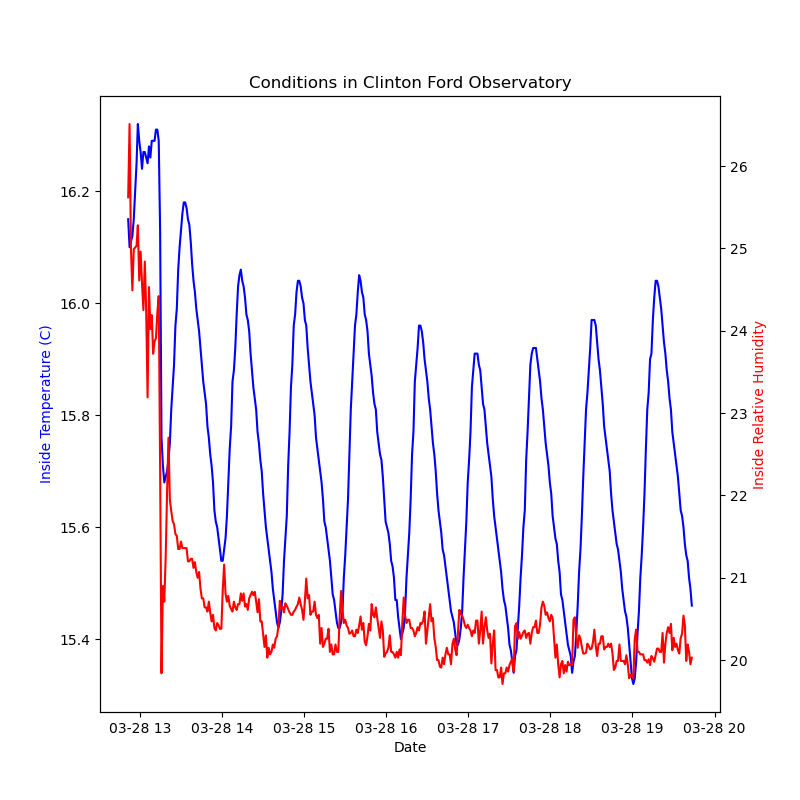 Conditions in Clinton Ford Observatory
Inside Temperature (C)
16.2
16.0
15.8
15.6
15.4
26
25
24
23
22
21
20
Inside Relative Humidity
03-28 13 03-28 14 03-28 15 03-28 16 03-28 17 03-28 18 03-28 19 03-28 20
Date